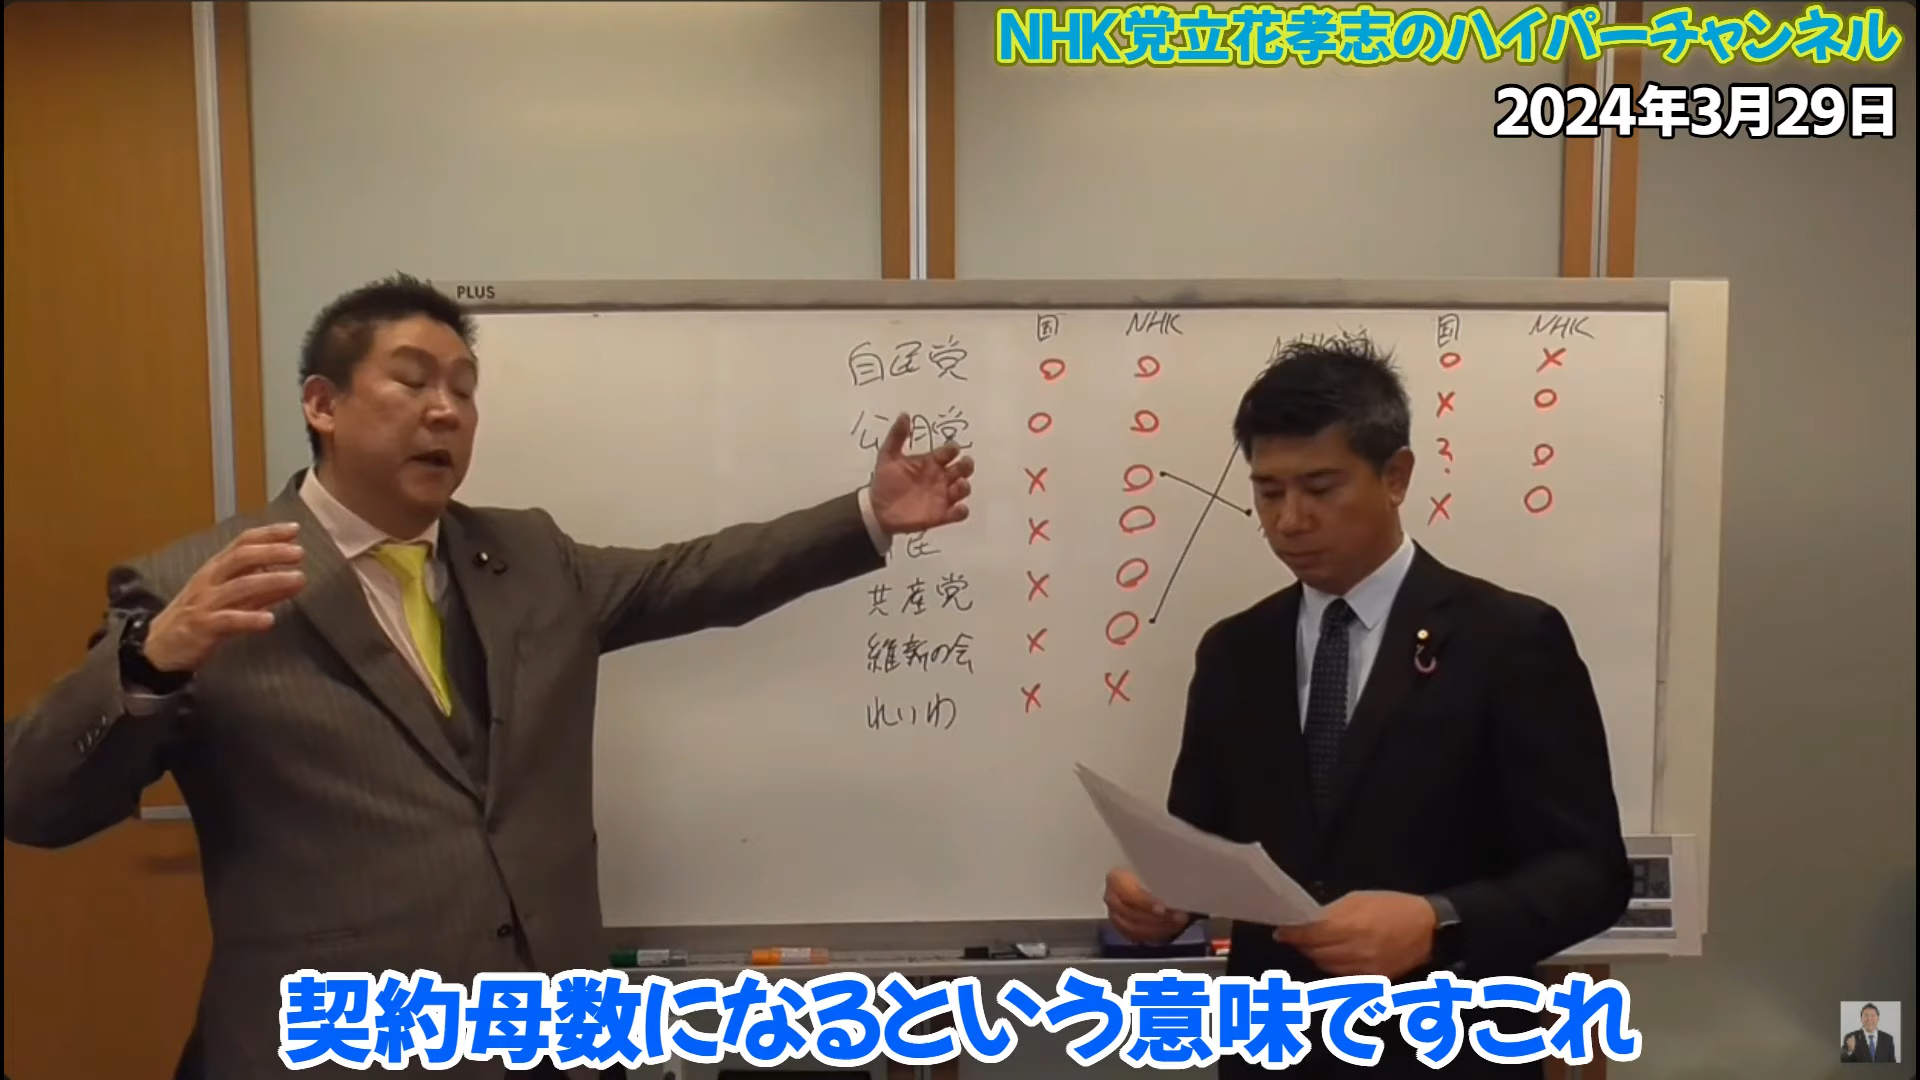 NHK党立花孝志のハイパーチャンネル
2024年3月29日
PLUS
国 NHK
自民党 ○ ○
公明党 ○ ○
× ○
民 × ○
共産党 × ○
維新の会 × ○
れいわ × ×
国 NHK
○ ×
× ○
? ○
× ○
契約母数になるという意味ですこれ